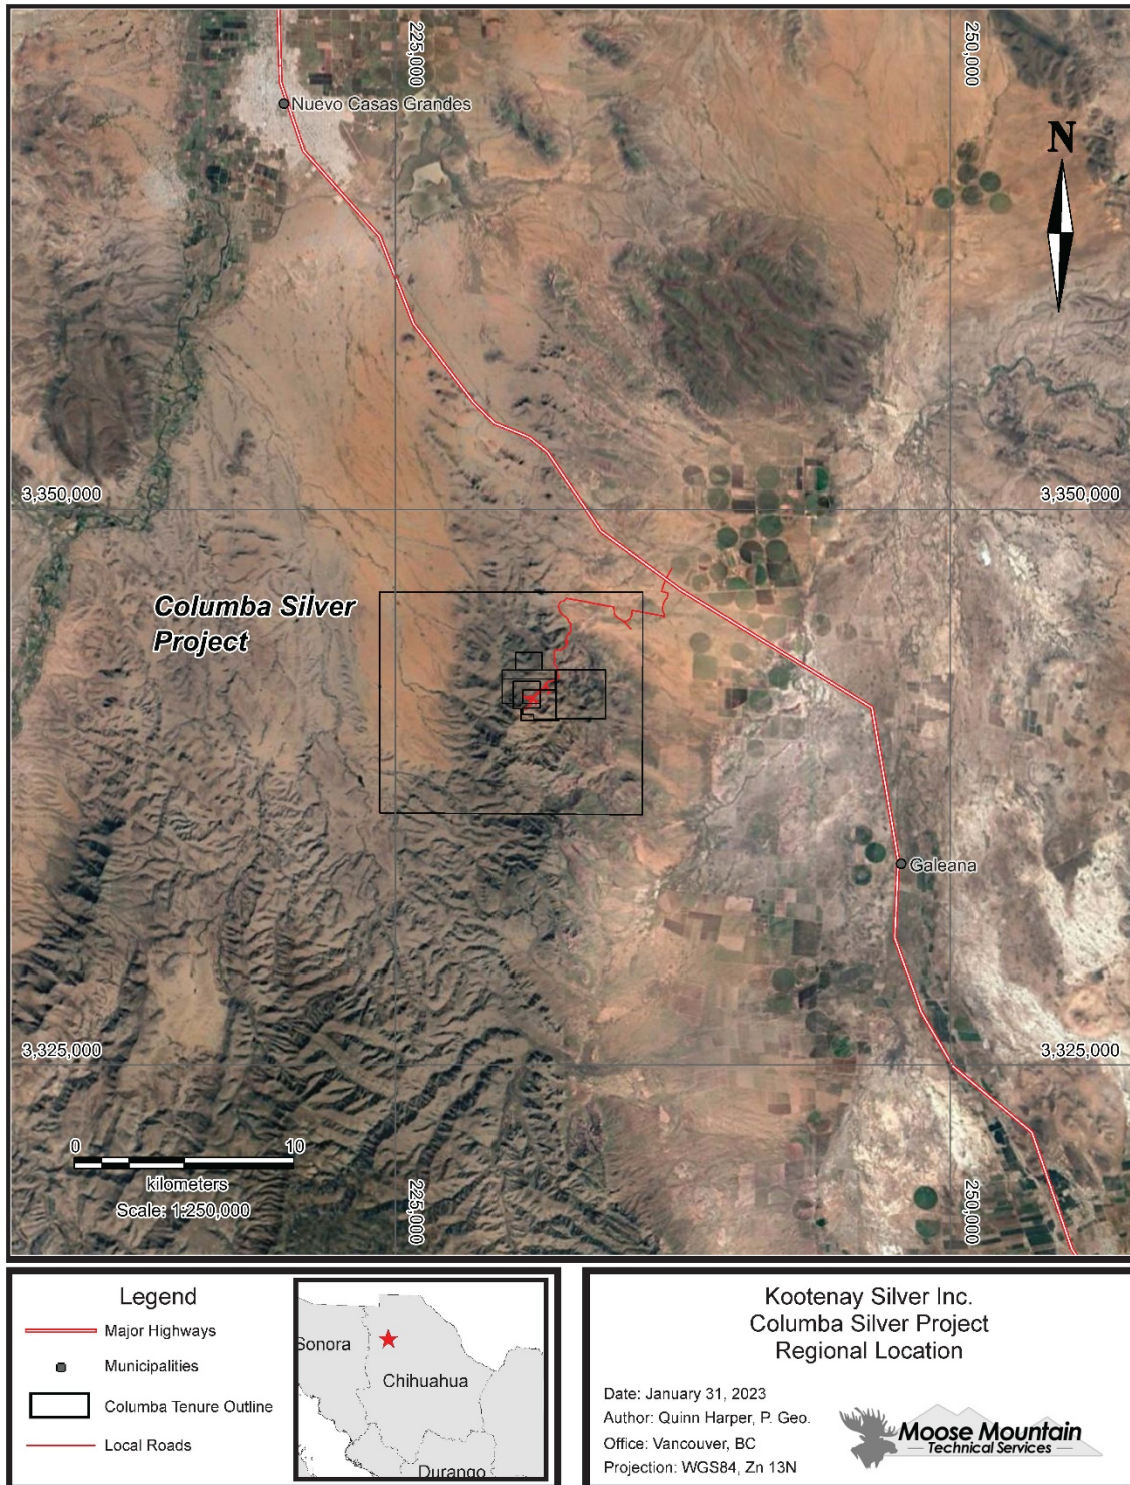 225,000
250,000
Nuevo Casas Grandes
N
3,350,000
3,350,000
Columba Silver
Project
Galeana
3,325,000
3,325,000
0 10
kilometers
Scale: 1:250,000
225,000
250,000
Legend
Major Highways
Municipalities
Columba Tenure Outline
Local Roads
Sonora
Chihuahua
Durango
Kootenay Silver Inc.
Columba Silver Project
Regional Location
Date: January 31, 2023
Author: Quinn Harper, P. Geo.
Office: Vancouver, BC
Projection: WGS84, Zn 13N
Moose Mountain
Technical Services